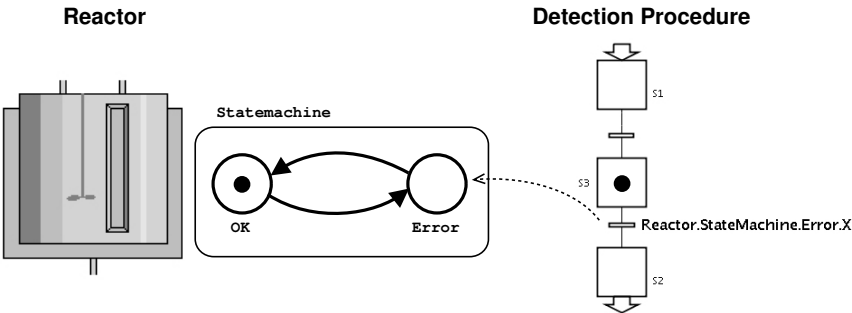 Reactor
Detection Procedure
Statemachine
S1
S3
OK
Error
Reactor.StateMachine.Error.X
S2